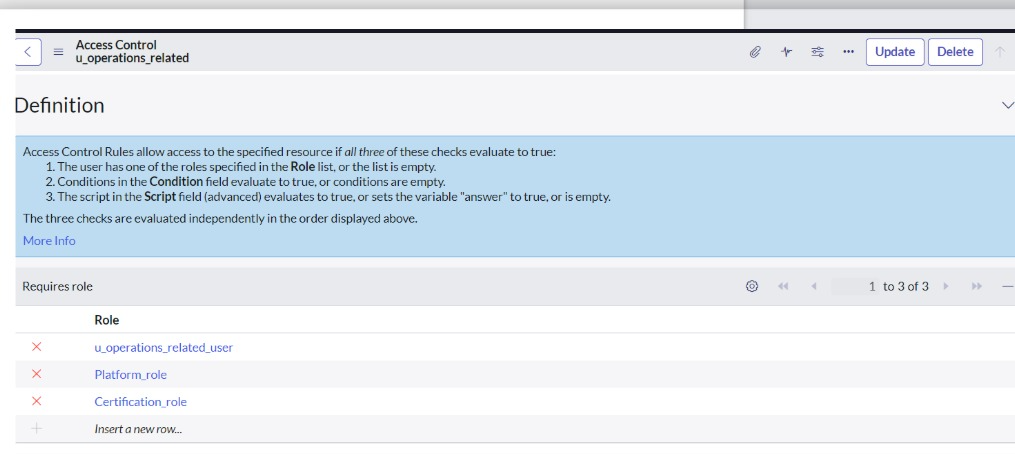 Access Control
u_operations_related
Update
Delete
Definition
Access Control Rules allow access to the specified resource if all three of these checks evaluate to true:
1. The user has one of the roles specified in the Role list, or the list is empty.
2. Conditions in the Condition field evaluate to true, or conditions are empty.
3. The script in the Script field (advanced) evaluates to true, or sets the variable "answer" to true, or is empty.
The three checks are evaluated independently in the order displayed above.
More Info
Requires role
1 to 3 of 3
Role
u_operations_related_user
Platform_role
Certification_role
Insert a new row...